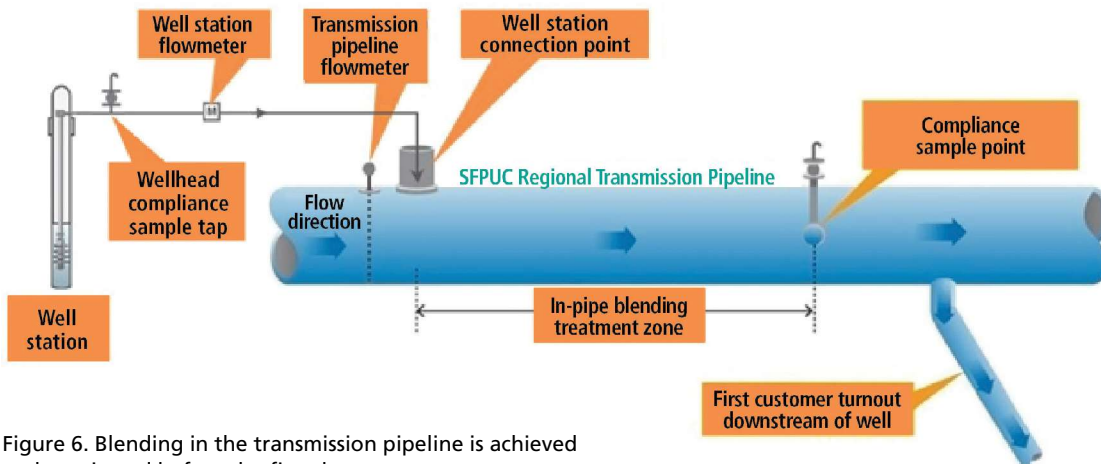 Well station
flowmeter
Transmission
pipeline
flowmeter
Well station
connection point
Compliance
sample point
Wellhead
compliance
sample tap
SFPUC Regional Transmission Pipeline
Flow
direction
In-pipe blending
treatment zone
Well
station
First customer turnout
downstream of well
Figure 6. Blending in the transmission pipeline is achieved